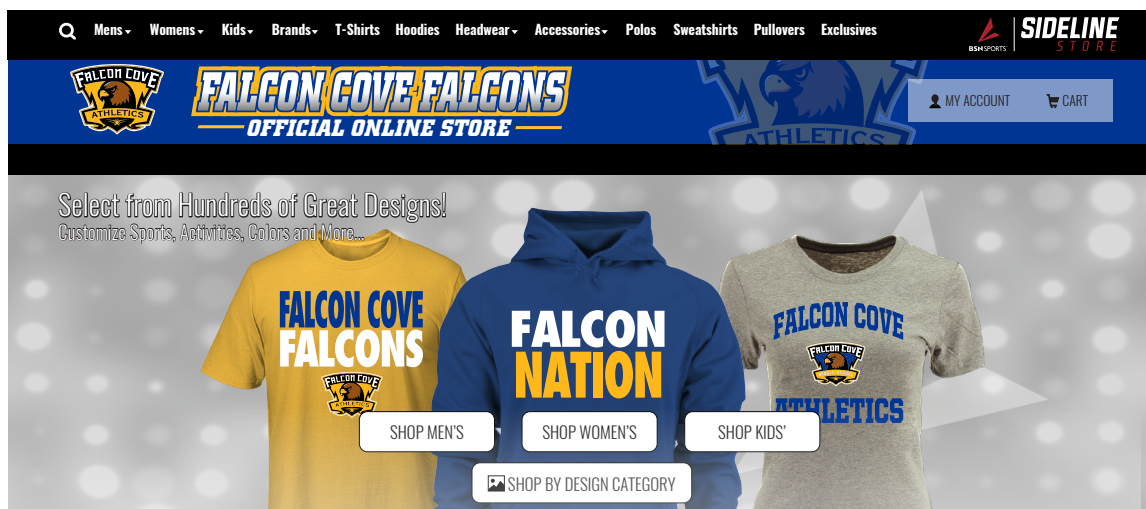 Mens Womens Kids Brands T-Shirts Hoodies Headwear Accessories Polos Sweatshirts Pullovers Exclusives
BSN SPORTS
SIDELINE
STORE
FALCON COVE
ATHLETICS
FALCON COVE FALCONS
OFFICIAL ONLINE STORE
ATHLETICS
MY ACCOUNT
CART
Select from Hundreds of Great Designs!
Customize Sports, Activities, Colors and More...
FALCON COVE
FALCONS
FALCON COVE
ATHLETICS
FALCON
NATION
FALCON COVE
FALCON COVE
ATHLETICS
SHOP MEN'S
SHOP WOMEN'S
SHOP KIDS'
SHOP BY DESIGN CATEGORY